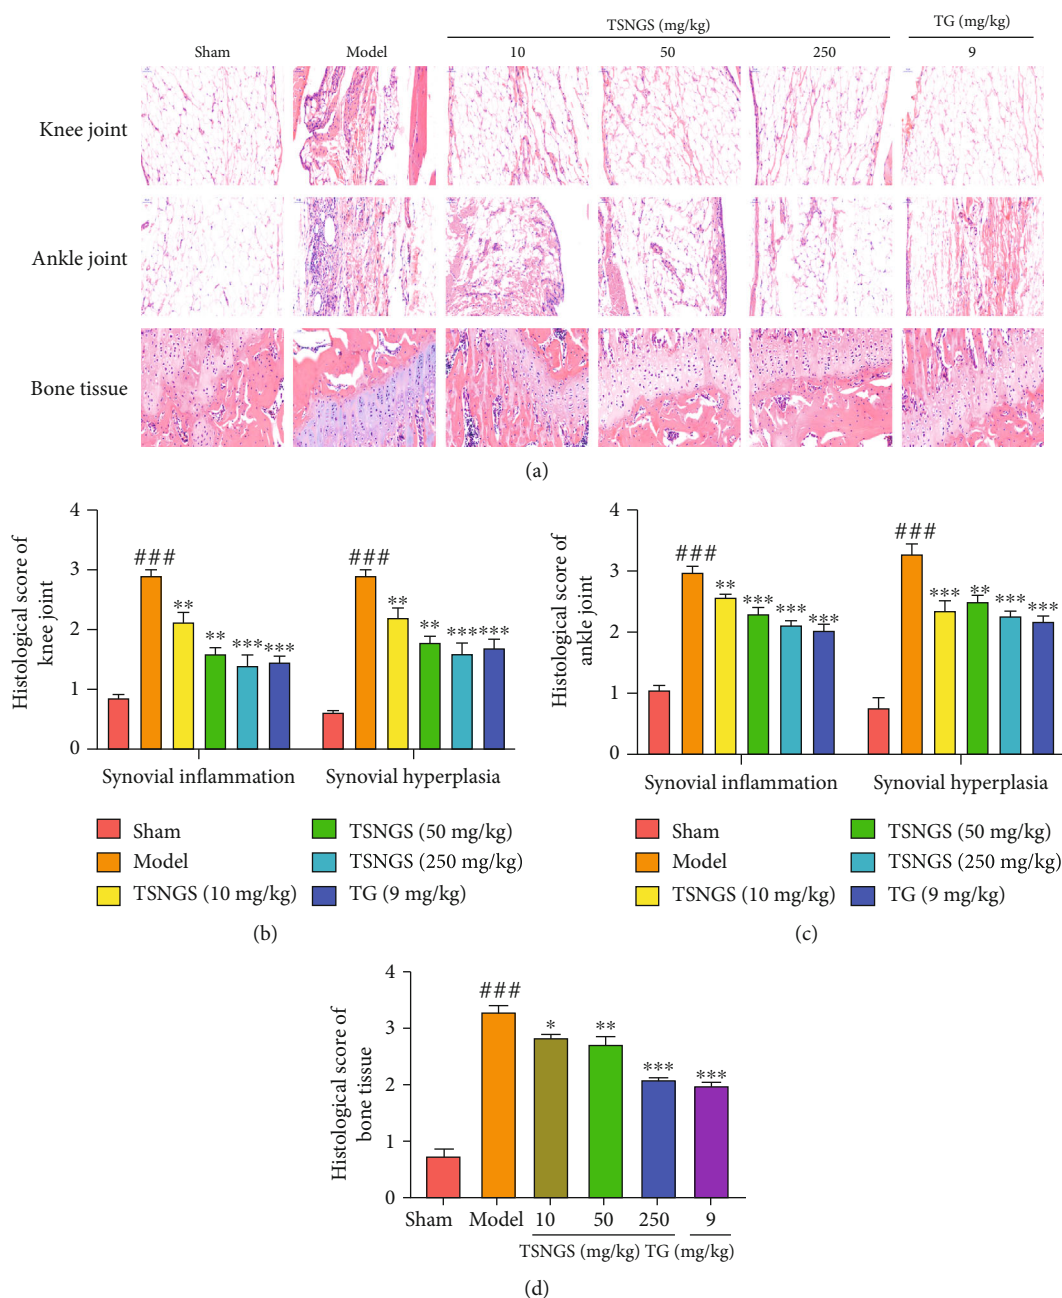 TSNGS (mg/kg) TG (mg/kg)
Sham Model 10 50 250 9
Knee joint
Ankle joint
Bone tissue
(a)
Histological score of
knee joint
4
3
2
1
0
### ** ** *** ***
### ** ** *** ***
Synovial inflammation Synovial hyperplasia
Sham TSNGS (50 mg/kg)
Model TSNGS (250 mg/kg)
TSNGS (10 mg/kg) TG (9 mg/kg)
(b)
Histological score of
ankle joint
4
3
2
1
0
### ** *** *** ***
### *** ** *** ***
Synovial inflammation Synovial hyperplasia
Sham TSNGS (50 mg/kg)
Model TSNGS (250 mg/kg)
TSNGS (10 mg/kg) TG (9 mg/kg)
(c)
Histological score of
bone tissue
4
3
2
1
0
### * ** *** ***
Sham Model 10 50 250 9
TSNGS (mg/kg) TG (mg/kg)
(d)